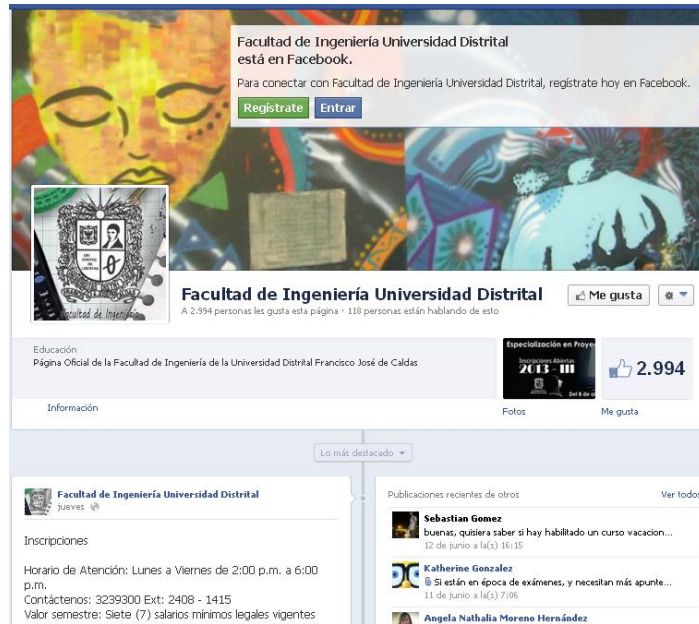 Facultad de Ingeniería Universidad Distrital
está en Facebook.
Para conectar con Facultad de Ingeniería Universidad Distrital, regístrate hoy en Facebook.
Regístrate Entrar
Facultad de Ingeniería
Facultad de Ingeniería Universidad Distrital
Me gusta
A 2.994 personas les gusta esta página · 118 personas están hablando de esto
Educación
Página Oficial de la Facultad de Ingeniería de la Universidad Distrital Francisco José de Caldas
Especialización en Proye
Inscripciones Abiertas
2013 - III
Del 8 de
2.994
Información
Fotos
Me gusta
Lo más destacado
Facultad de Ingeniería Universidad Distrital
jueves
Inscripciones
Horario de Atención: Lunes a Viernes de 2:00 p.m. a 6:00
p.m.
Contáctenos: 3239300 Ext: 2408 - 1415
Valor semestre: Siete (7) salarios mínimos legales vigentes
Publicaciones recientes de otros Ver todos
Sebastian Gomez
buenas, quisiera saber si hay habilitado un curso vacacion...
12 de junio a la(s) 16:15
Katherine Gonzalez
Si están en época de exámenes, y necesitan más apunte...
11 de junio a la(s) 7:06
Angela Nathalia Moreno Hernández